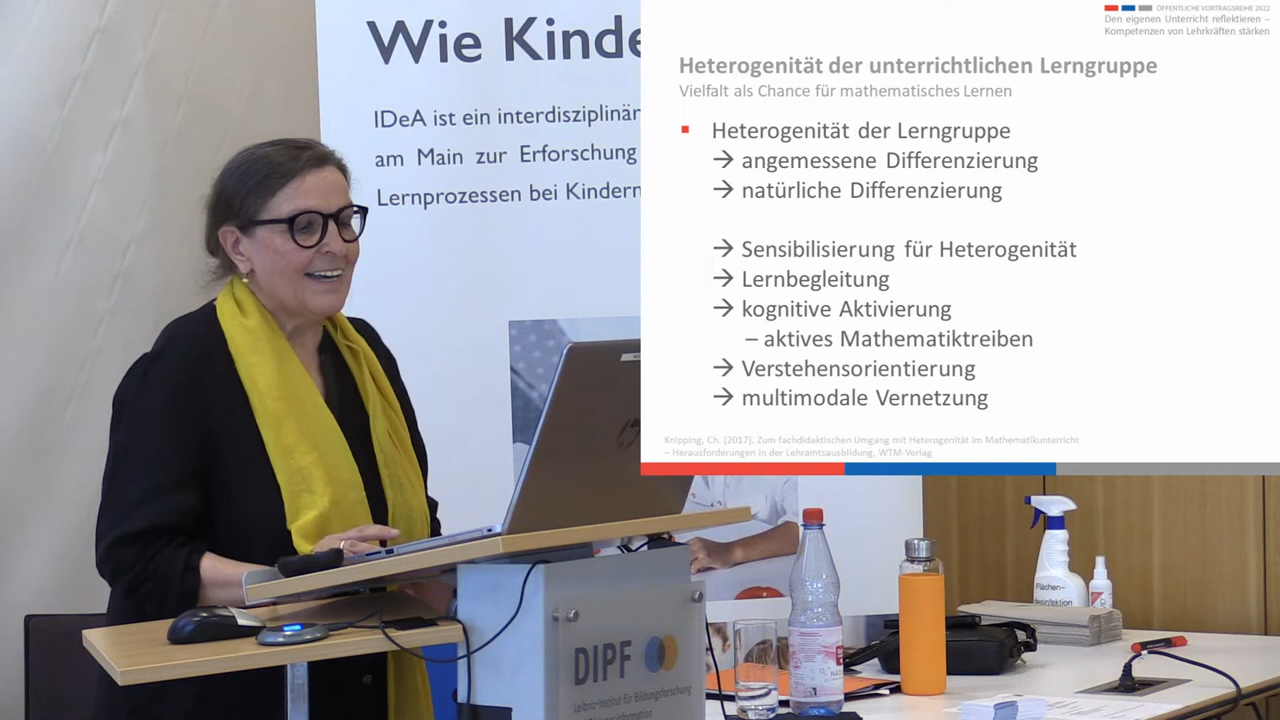 Wie Kinde
IDeA ist ein interdisziplinär
am Main zur Erforschung
Lernprozessen bei Kindern
ÖFFENTLICHE VORTRAGSREIHE 2022
Den eigenen Unterricht reflektieren –
Kompetenzen von Lehrkräften stärken
Heterogenität der unterrichtlichen Lerngruppe
Vielfalt als Chance für mathematisches Lernen
▪ Heterogenität der Lerngruppe
→ angemessene Differenzierung
→ natürliche Differenzierung
→ Sensibilisierung für Heterogenität
→ Lernbegleitung
→ kognitive Aktivierung
– aktives Mathematiktreiben
→ Verstehensorientierung
→ multimodale Vernetzung
Knipping, Ch. (2017). Zum fachdidaktischen Umgang mit Heterogenität im Mathematikunterricht
– Herausforderungen in der Lehramtsausbildung. WTM-Verlag
Flächen-
desinfektion
DIPF
Leibniz-Institut für Bildungsforschung